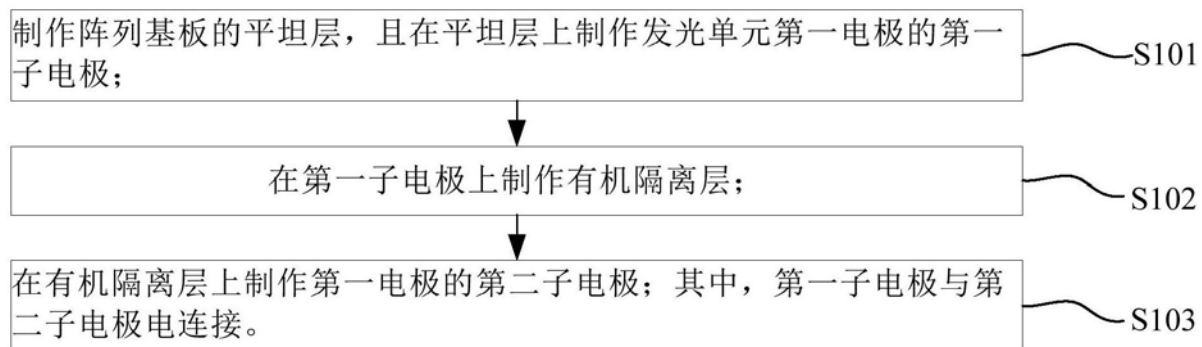 制作阵列基板的平坦层，且在平坦层上制作发光单元第一电极的第一
子电极；
S101
在第一子电极上制作有机隔离层；
S102
在有机隔离层上制作第一电极的第二子电极；其中，第一子电极与第
二子电极电连接。
S103